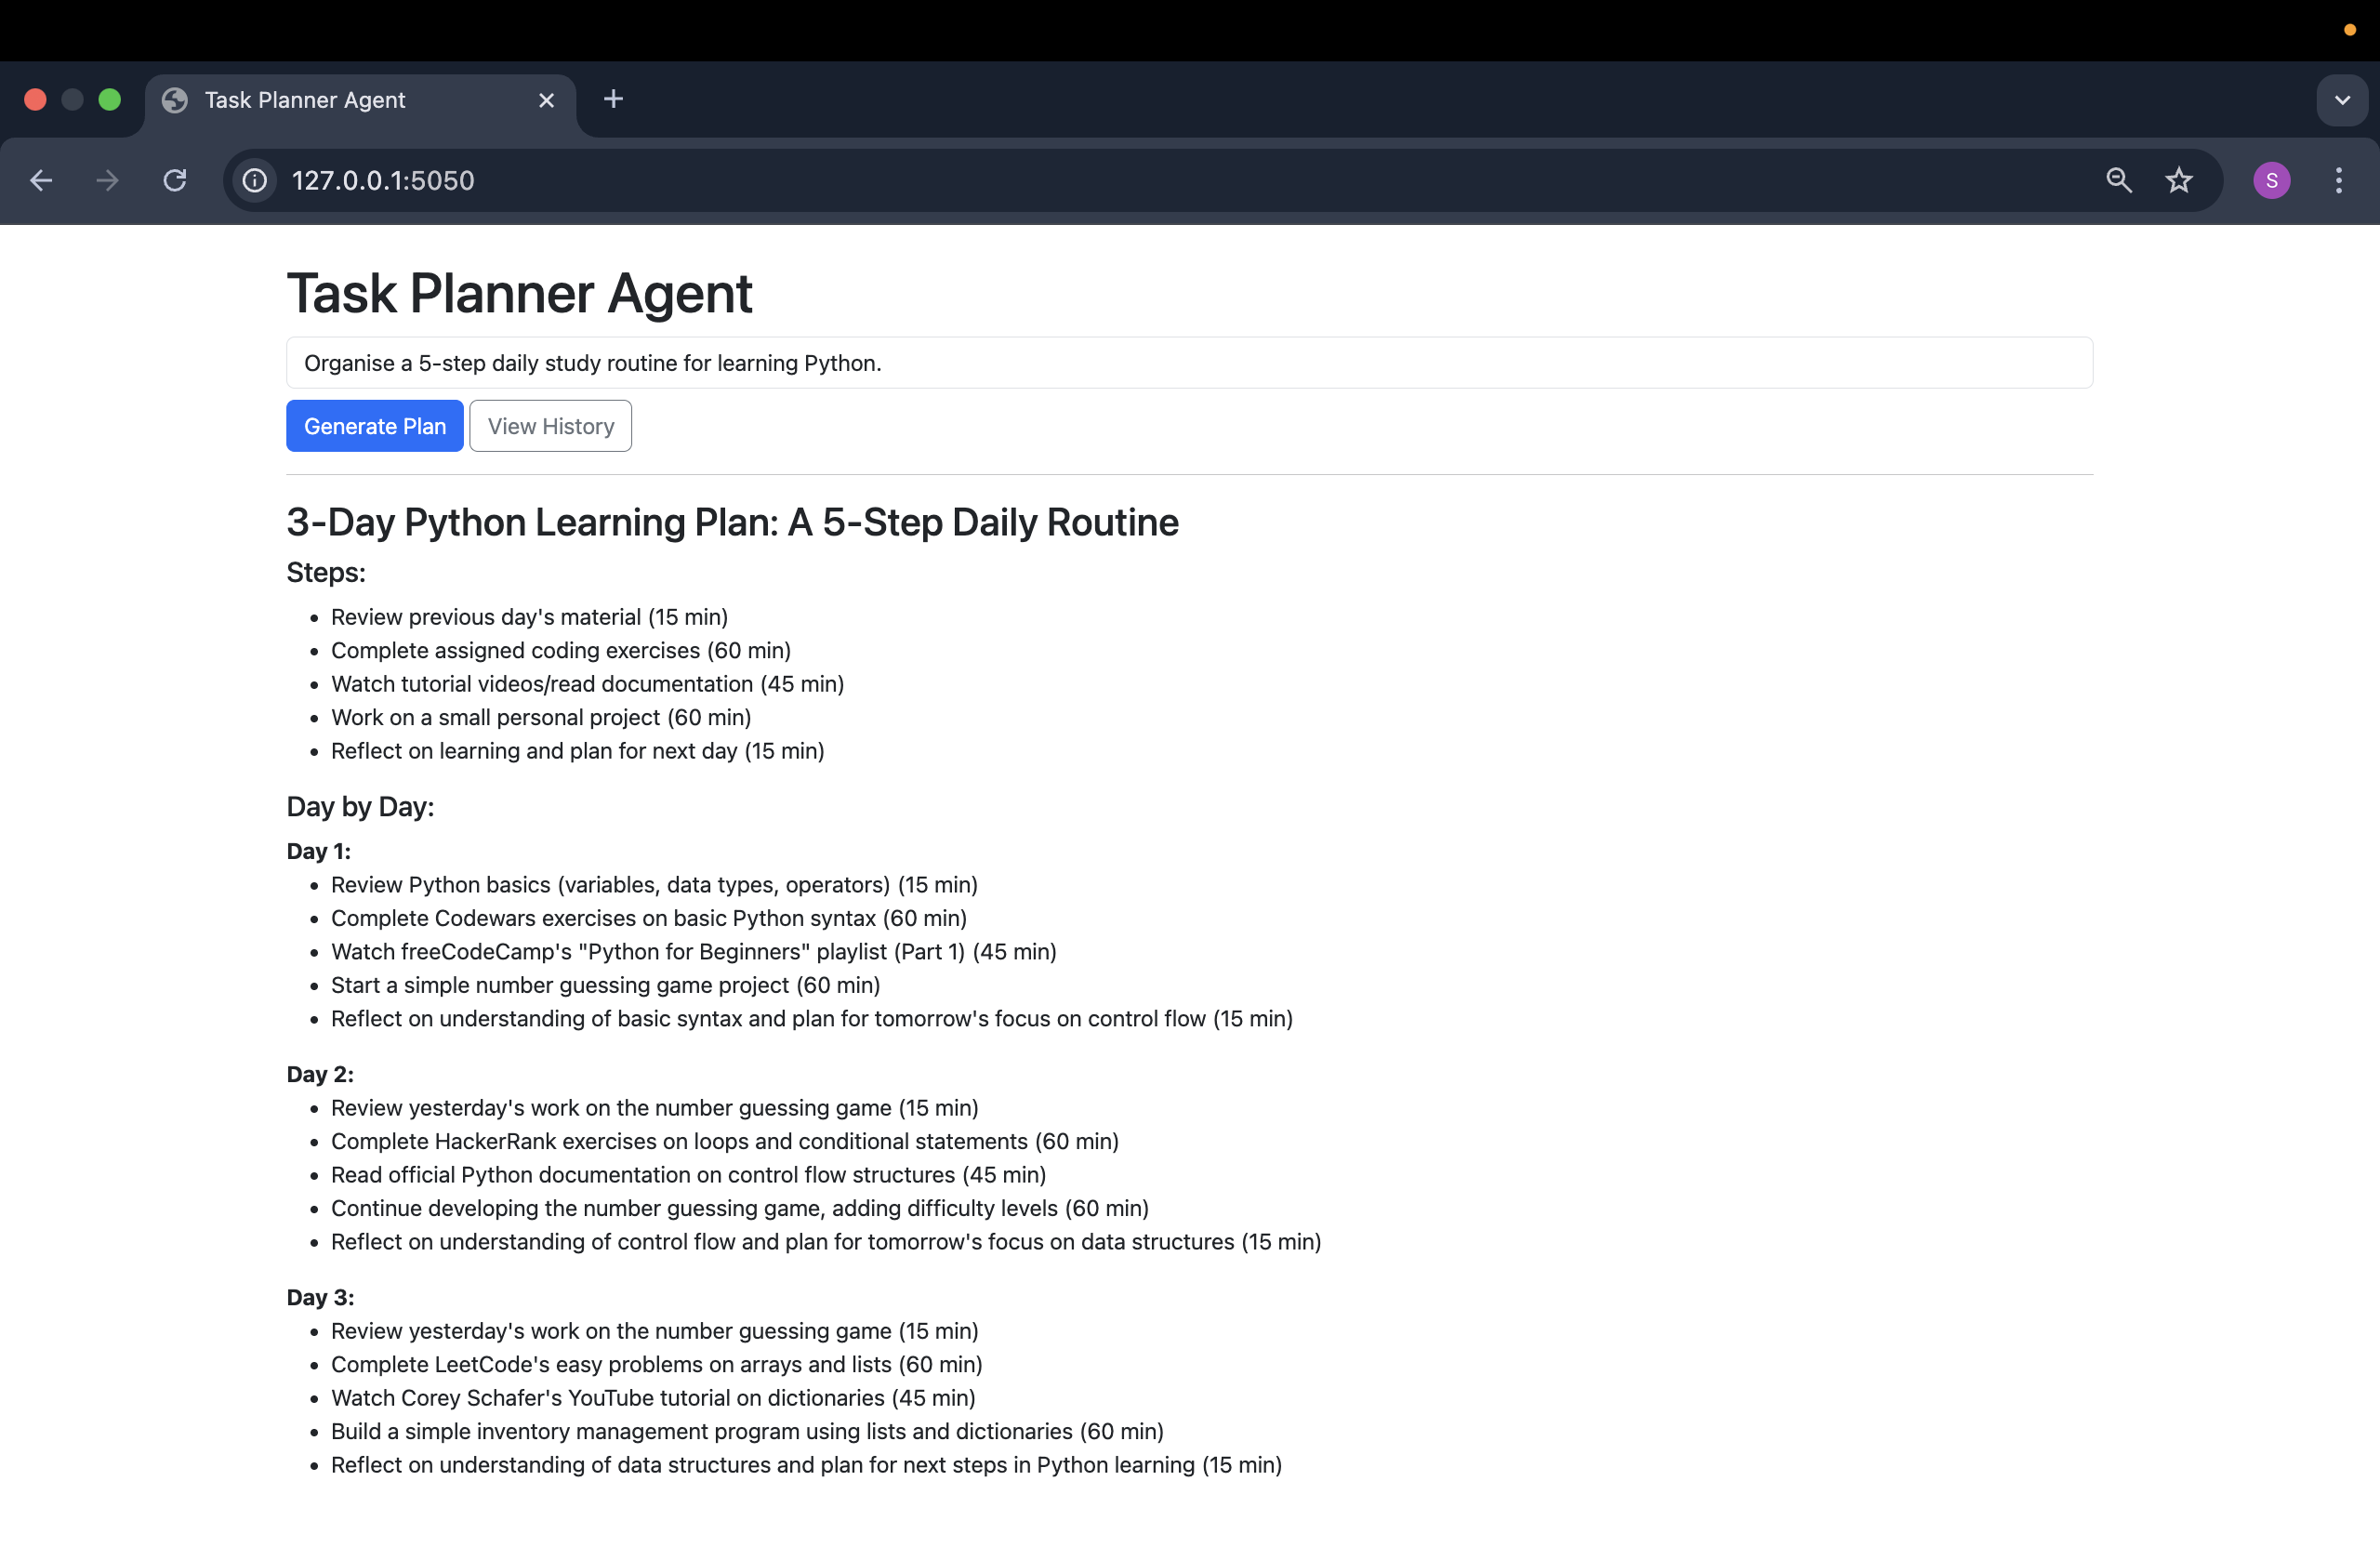 Task Planner Agent
127.0.0.1:5050
S
Task Planner Agent
Organise a 5-step daily study routine for learning Python.
Generate Plan View History
3-Day Python Learning Plan: A 5-Step Daily Routine
Steps:
• Review previous day's material (15 min)
• Complete assigned coding exercises (60 min)
• Watch tutorial videos/read documentation (45 min)
• Work on a small personal project (60 min)
• Reflect on learning and plan for next day (15 min)
Day by Day:
Day 1:
• Review Python basics (variables, data types, operators) (15 min)
• Complete Codewars exercises on basic Python syntax (60 min)
• Watch freeCodeCamp's "Python for Beginners" playlist (Part 1) (45 min)
• Start a simple number guessing game project (60 min)
• Reflect on understanding of basic syntax and plan for tomorrow's focus on control flow (15 min)
Day 2:
• Review yesterday's work on the number guessing game (15 min)
• Complete HackerRank exercises on loops and conditional statements (60 min)
• Read official Python documentation on control flow structures (45 min)
• Continue developing the number guessing game, adding difficulty levels (60 min)
• Reflect on understanding of control flow and plan for tomorrow's focus on data structures (15 min)
Day 3:
• Review yesterday's work on the number guessing game (15 min)
• Complete LeetCode's easy problems on arrays and lists (60 min)
• Watch Corey Schafer's YouTube tutorial on dictionaries (45 min)
• Build a simple inventory management program using lists and dictionaries (60 min)
• Reflect on understanding of data structures and plan for next steps in Python learning (15 min)